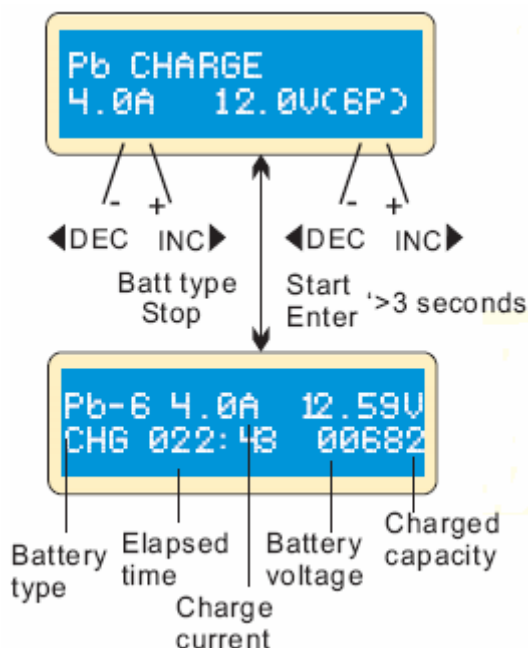 Pb CHARGE
4.0A 12.0V(6P)
- + - +
◀DEC INC▶ ◀DEC INC▶
Batt type
Stop
Start
Enter
'>3 seconds
Pb-6 4.0A 12.59V
CHG 022:43 00682
Battery
type
Elapsed
time
Charge
current
Battery
voltage
Charged
capacity